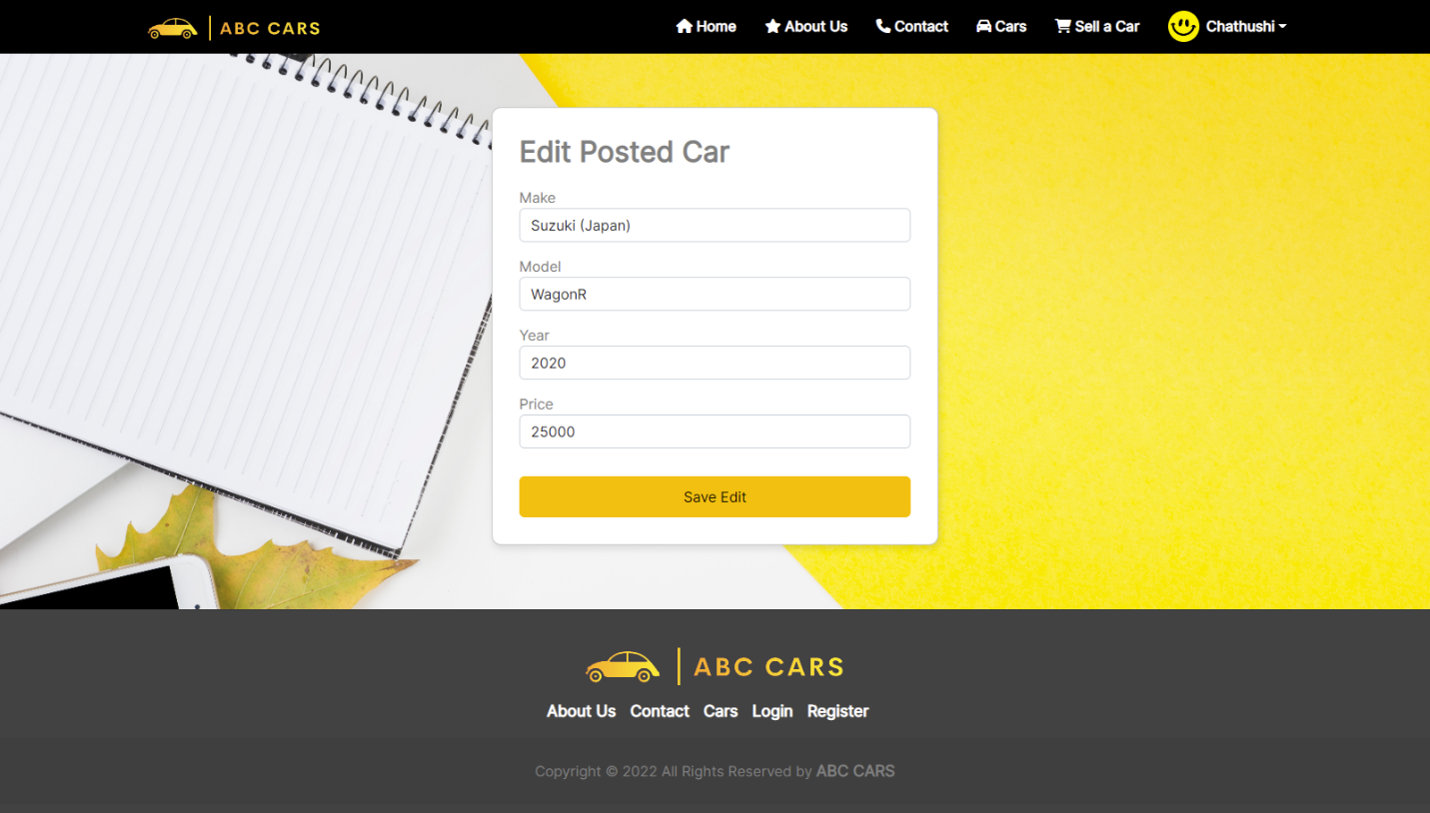 ABC CARS Home About Us Contact Cars Sell a Car Chathushi
Edit Posted Car
Make
Suzuki (Japan)
Model
WagonR
Year
2020
Price
25000
Save Edit
ABC CARS
About Us Contact Cars Login Register
Copyright © 2022 All Rights Reserved by ABC CARS